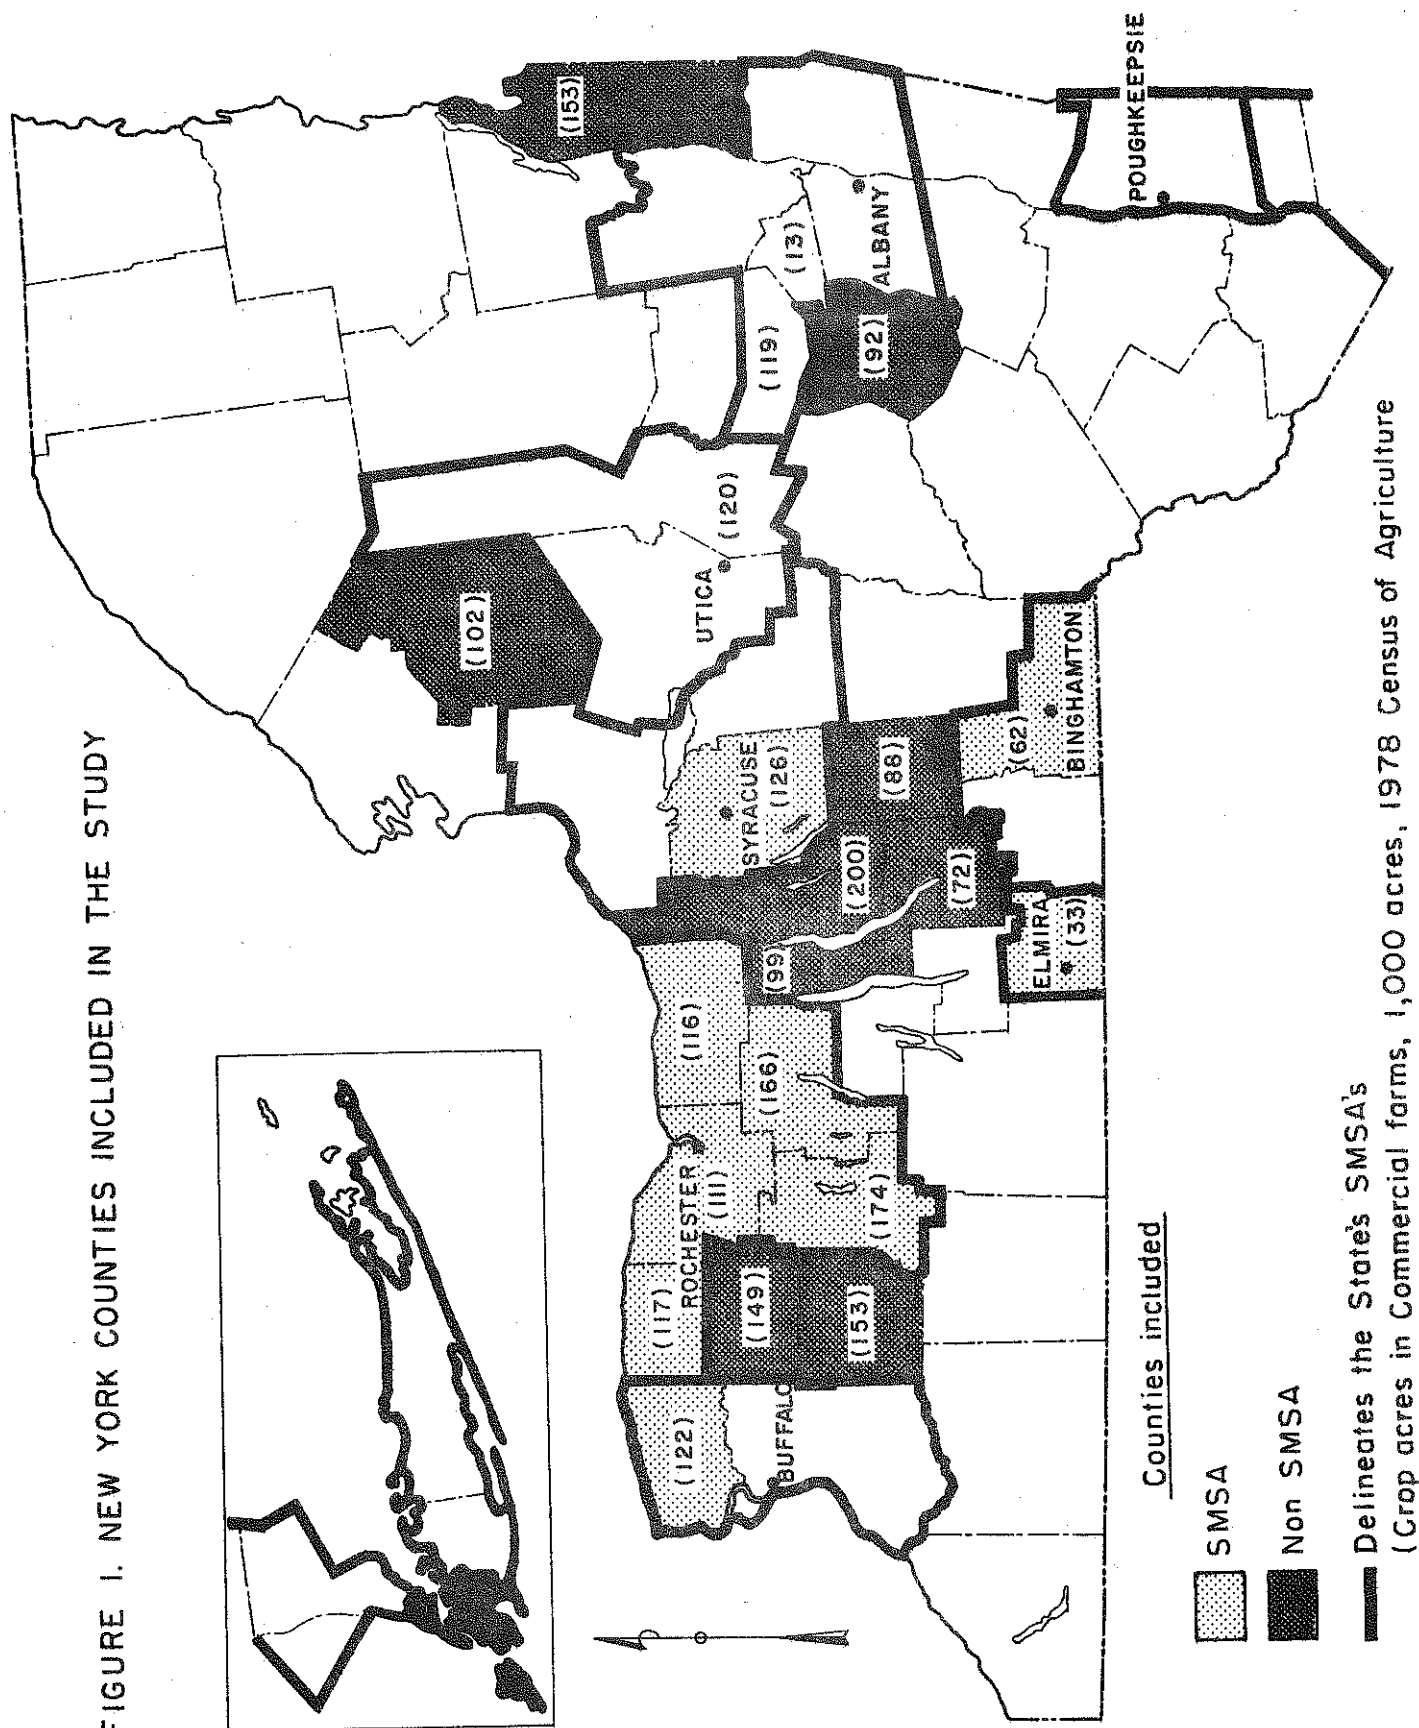 FIGURE 1. NEW YORK COUNTIES INCLUDED IN THE STUDY
(102)
(153)
UTICA
(120)
(119)
(13)
(92)
ALBANY
(122)
BUFFALO
(117)
ROCHESTER
(111)
(116)
(149)
(153)
(174)
(166)
(99)
(200)
SYRACUSE
(126)
(88)
(72)
ELMIRA
(33)
(62)
BINGHAMTON
POUGHKEEPSIE
Counties included
SMSA
Non SMSA
Delineates the State's SMSA's
(Crop acres in Commercial farms, 1,000 acres, 1978 Census of Agriculture